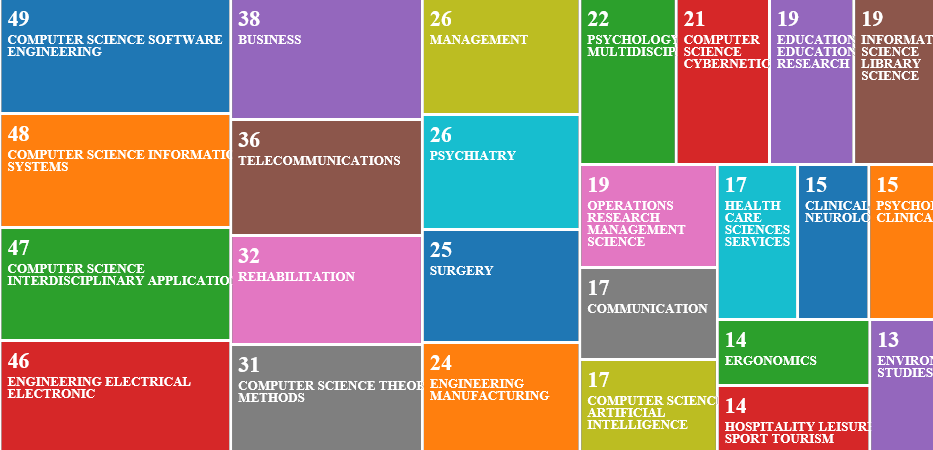 49
COMPUTER SCIENCE SOFTWARE
ENGINEERING
48
COMPUTER SCIENCE INFORMATIO
SYSTEMS
47
COMPUTER SCIENCE
INTERDISCIPLINARY APPLICATIO
46
ENGINEERING ELECTRICAL
ELECTRONIC
38
BUSINESS
36
TELECOMMUNICATIONS
32
REHABILITATION
31
COMPUTER SCIENCE THEOR
METHODS
26
MANAGEMENT
26
PSYCHIATRY
25
SURGERY
24
ENGINEERING
MANUFACTURING
22
PSYCHOLOGY
MULTIDISCIP
21
COMPUTER
SCIENCE
CYBERNETIC
19
EDUCATION
EDUCATION
RESEARCH
19
INFORMAT
SCIENCE
LIBRARY
SCIENCE
19
OPERATIONS
RESEARCH
MANAGEMENT
SCIENCE
17
COMMUNICATION
17
COMPUTER SCIENC
ARTIFICIAL
INTELLIGENCE
17
HEALTH
CARE
SCIENCES
SERVICES
15
CLINICAL
NEUROLO
15
PSYCHOL
CLINICA
14
ERGONOMICS
14
HOSPITALITY LEISUR
SPORT TOURISM
13
ENVIRON
STUDIES